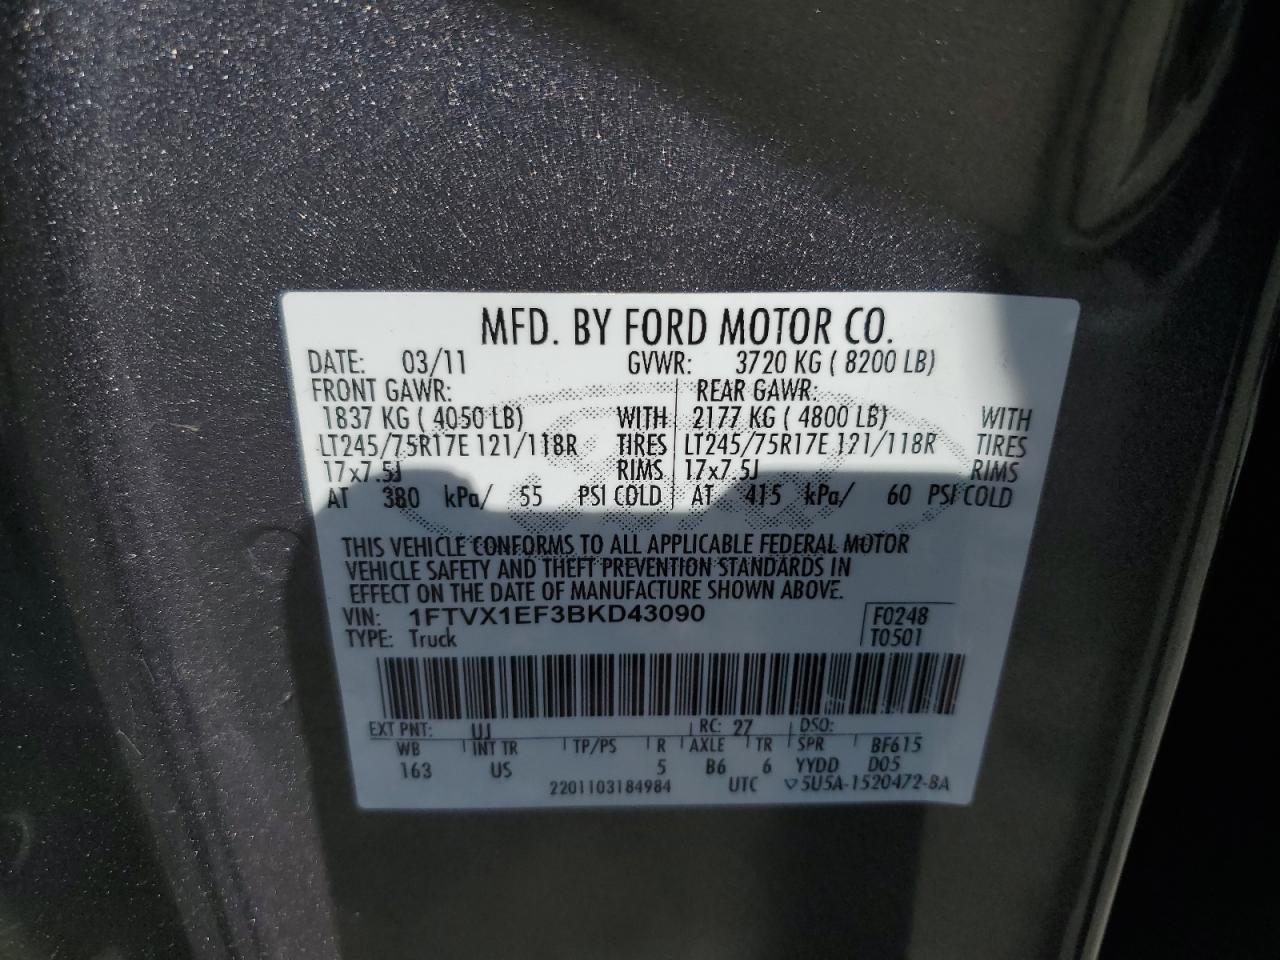 MFD. BY FORD MOTOR CO.
DATE: 03/11 GVWR: 3720 KG ( 8200 LB)
FRONT GAWR: REAR GAWR:
1837 KG ( 4050 LB) WITH 2177 KG ( 4800 LB) WITH
LT245/75R17E 121/118R TIRES LT245/75R17E 121/118R TIRES
17x7.5J RIMS 17x7.5J RIMS
AT 380 kPa/ 55 PSI COLD AT 415 kPa/ 60 PSI COLD
THIS VEHICLE CONFORMS TO ALL APPLICABLE FEDERAL MOTOR
VEHICLE SAFETY AND THEFT PREVENTION STANDARDS IN
EFFECT ON THE DATE OF MANUFACTURE SHOWN ABOVE.
VIN: 1FTVX1EF3BKD43090 F0248
TYPE: Truck T0501
EXT PNT: UJ RC: 27 DSO:
WB INT TR TP/PS R AXLE TR SPR BF615
163 US 5 B6 6 YYDD D05
2201103184984 UTC ▽5U5A-1520472-8A